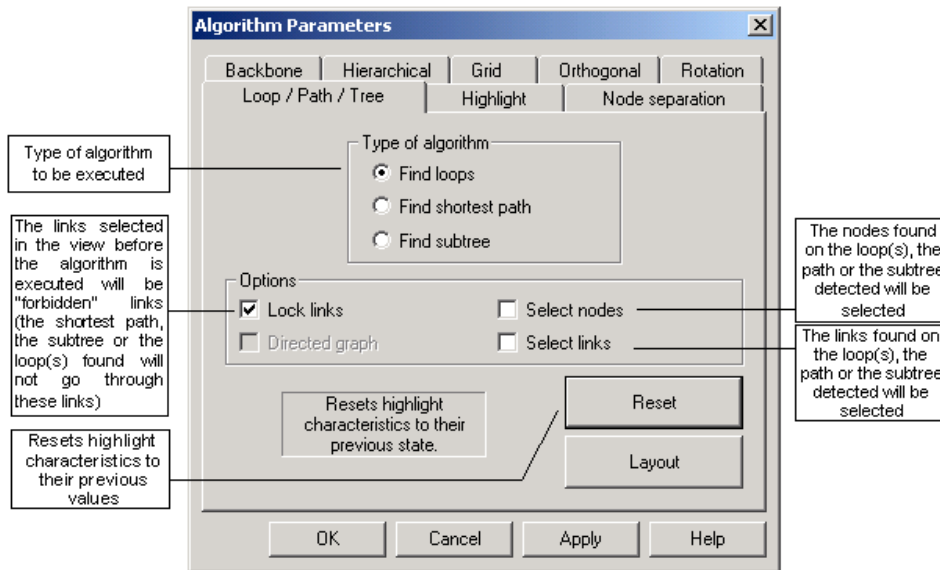 Algorithm Parameters
Backbone
Hierarchical
Grid
Orthogonal
Rotation
Loop / Path / Tree
Highlight
Node separation
Type of algorithm
to be executed
Type of algorithm
Find loops
Find shortest path
Find subtree
The links selected
in the view before
the algorithm is
executed will be
"forbidden" links
(the shortest path,
the subtree or the
loop(s) found will
not go through
these links)
Options
Lock links
Select nodes
Directed graph
Select links
The nodes found
on the loop(s), the
path or the subtree
detected will be
selected
The links found on
the loop(s), the
path or the subtree
detected will be
selected
Resets highlight
characteristics to their
previous state.
Reset
Layout
Resets highlight
characteristics to
their previous
values
OK
Cancel
Apply
Help